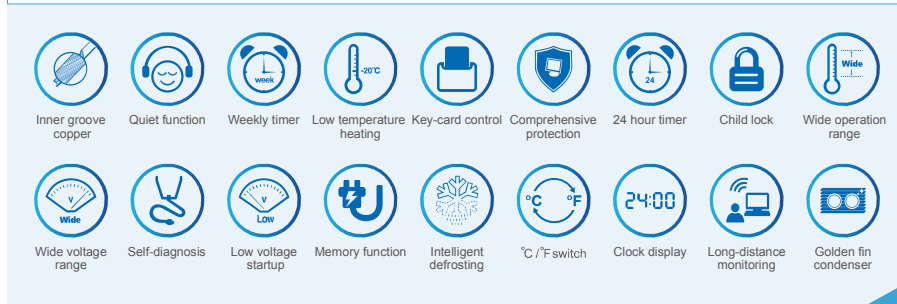 week
-20℃
24
Wide
Inner groove
copper
Quiet function
Weekly timer
Low temperature
heating
Key-card control
Comprehensive
protection
24 hour timer
Child lock
Wide operation
range
V
Wide
V
Low
°C
°F
24:00
Wide voltage
range
Self-diagnosis
Low voltage
startup
Memory function
Intelligent
defrosting
℃/℉switch
Clock display
Long-distance
monitoring
Golden fin
condenser